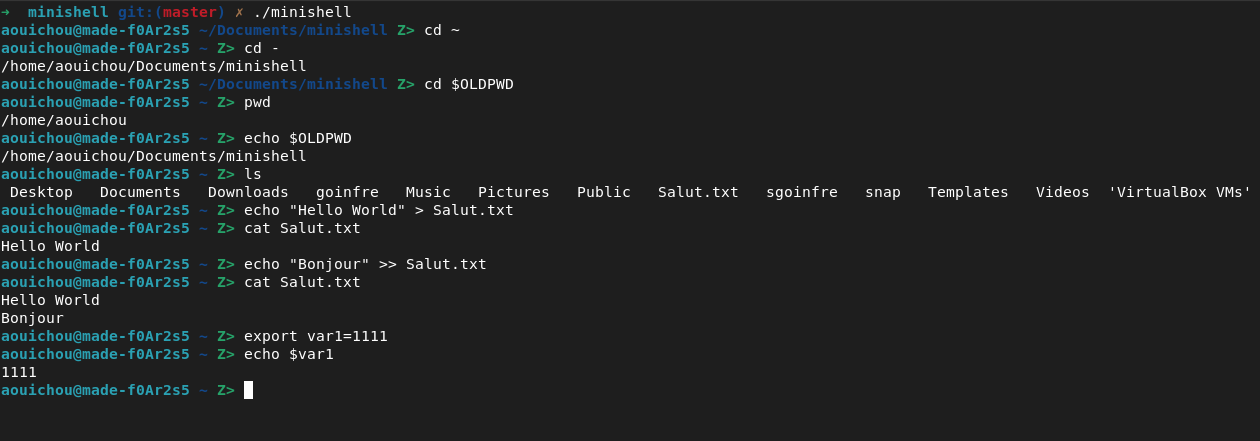 ➜  minishell git:(master) ✗ ./minishell
aouichou@made-f0Ar2s5 ~/Documents/minishell Z> cd ~
aouichou@made-f0Ar2s5 ~ Z> cd -
/home/aouichou/Documents/minishell
aouichou@made-f0Ar2s5 ~/Documents/minishell Z> cd $OLDPWD
aouichou@made-f0Ar2s5 ~ Z> pwd
/home/aouichou
aouichou@made-f0Ar2s5 ~ Z> echo $OLDPWD
/home/aouichou/Documents/minishell
aouichou@made-f0Ar2s5 ~ Z> ls
 Desktop   Documents   Downloads   goinfre   Music   Pictures   Public   Salut.txt   sgoinfre   snap   Templates   Videos  'VirtualBox VMs'
aouichou@made-f0Ar2s5 ~ Z> echo "Hello World" > Salut.txt
aouichou@made-f0Ar2s5 ~ Z> cat Salut.txt
Hello World
aouichou@made-f0Ar2s5 ~ Z> echo "Bonjour" >> Salut.txt
aouichou@made-f0Ar2s5 ~ Z> cat Salut.txt
Hello World
Bonjour
aouichou@made-f0Ar2s5 ~ Z> export var1=1111
aouichou@made-f0Ar2s5 ~ Z> echo $var1
1111
aouichou@made-f0Ar2s5 ~ Z>